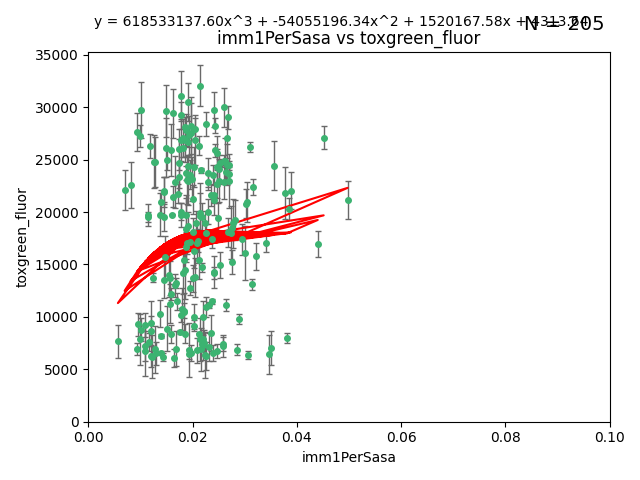 y = 618533137.60x^3 + -54055196.34x^2 + 1520167.58x +
N = 205
imm1PerSasa vs toxgreen_fluor
toxgreen_fluor
35000
30000
25000
20000
15000
10000
5000
0
0.00 0.02 0.04 0.06 0.08 0.10
imm1PerSasa